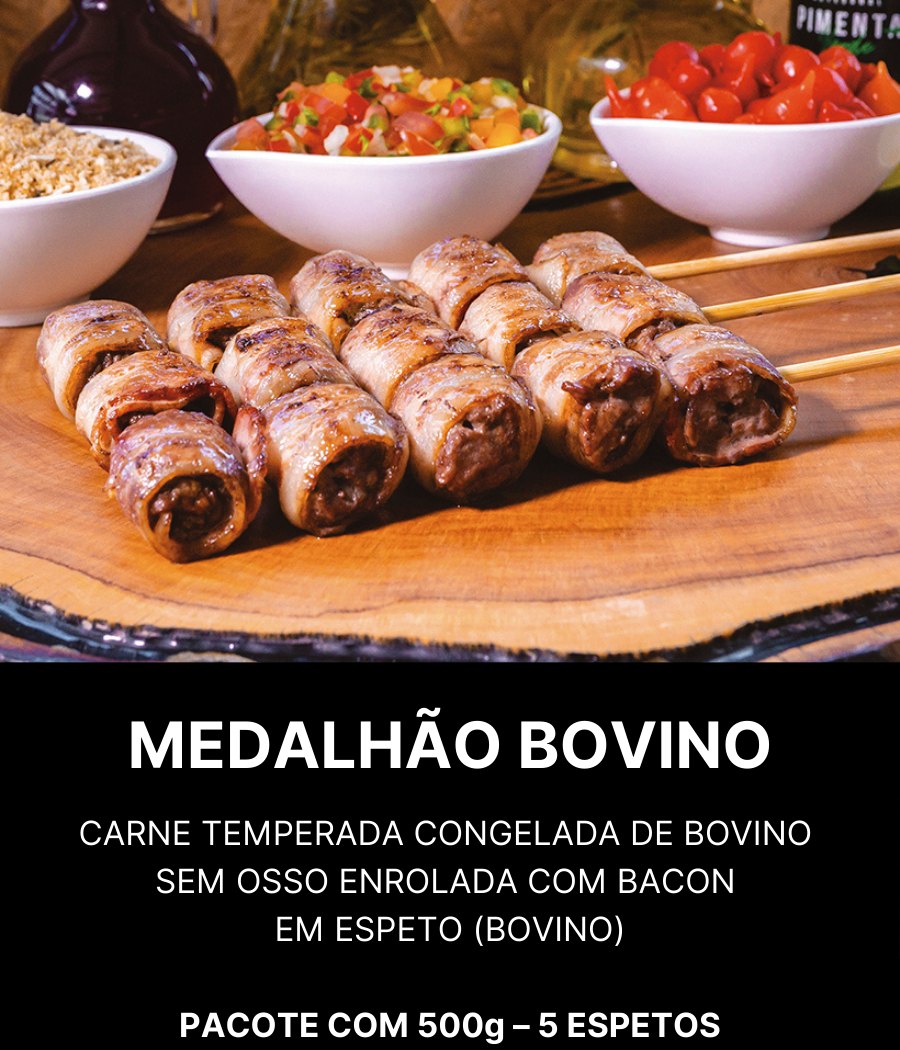 PIMENTA
MEDALHÃO BOVINO
CARNE TEMPERADA CONGELADA DE BOVINO
SEM OSSO ENROLADA COM BACON
EM ESPETO (BOVINO)
PACOTE COM 500g – 5 ESPETOS